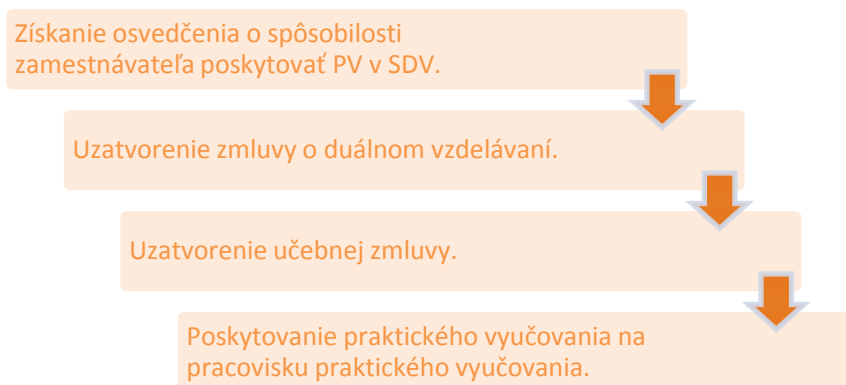 Získanie osvedčenia o spôsobilosti
zamestnávateľa poskytovať PV v SDV.
Uzatvorenie zmluvy o duálnom vzdelávaní.
Uzatvorenie učebnej zmluvy.
Poskytovanie praktického vyučovania na
pracovisku praktického vyučovania.